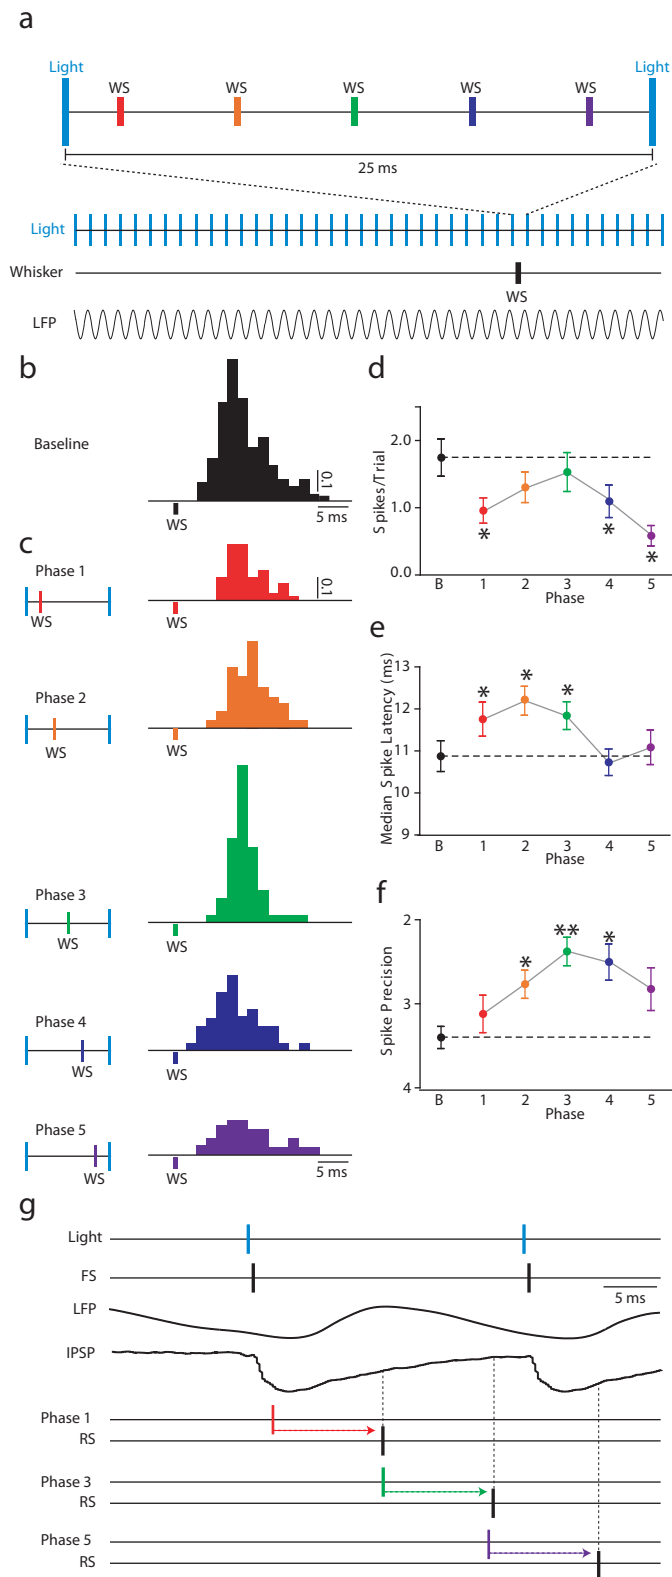 a
Light
Light
WS
WS
WS
WS
WS
25 ms
Light
Whisker
WS
LFP
b
Baseline
0.1
5 ms
WS
c
Phase 1
WS
0.1
WS
Phase 2
WS
WS
Phase 3
WS
WS
Phase 4
WS
WS
Phase 5
WS
5 ms
WS
d
Spikes/Trial
2.0
1.0
0.0
*
*
*
B 1 2 3 4 5
Phase
e
Median Spike Latency (ms)
13
12
11
10
9
*
*
*
B 1 2 3 4 5
Phase
f
Spike Precision
2
3
4
*
**
*
B 1 2 3 4 5
Phase
g
Light
FS
5 ms
LFP
IPSP
Phase 1
RS
Phase 3
RS
Phase 5
RS